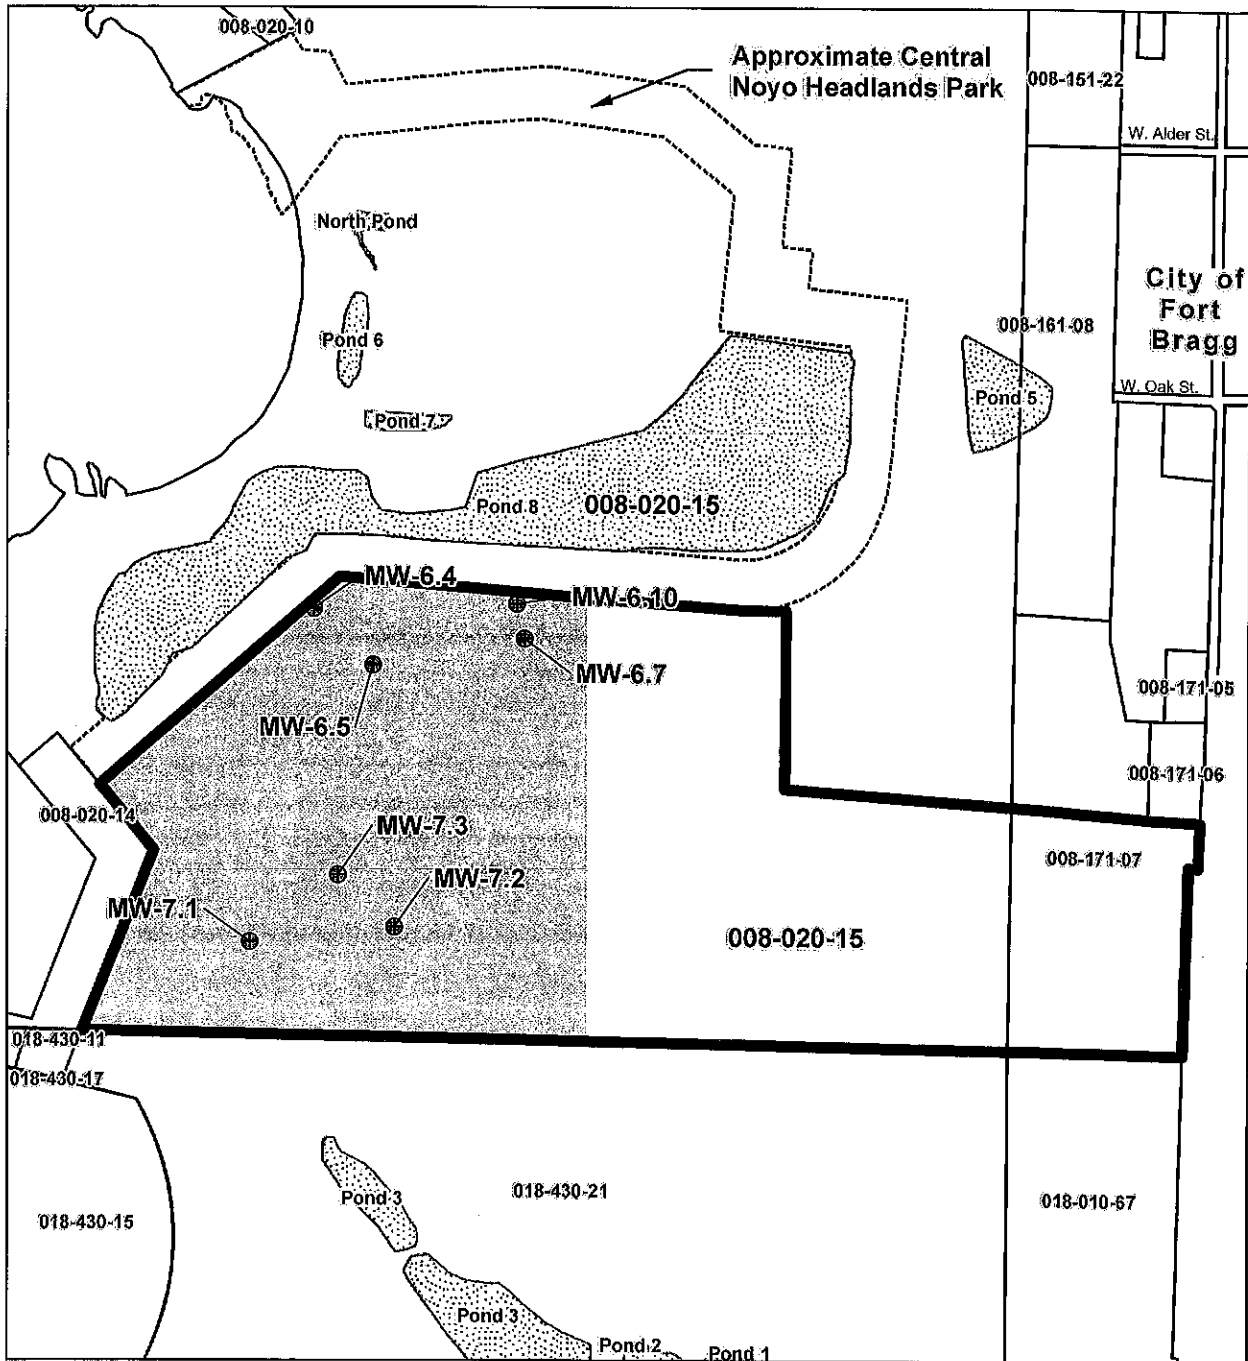 008-020-10
Approximate Central
Noyo Headlands Park
008-151-22
W. Alder St.
North Pond
City of
Fort
Bragg
008-161-08
Pond 6
W. Oak St.
Pond 5
Pond 7
Pond 8
008-020-15
MW-6.4
MW-6.10
MW-6.7
MW-6.5
008-171-05
008-171-06
008-020-14
MW-7.3
008-171-07
MW-7.2
MW-7.1
008-020-15
018-430-11
018-430-17
Pond 3
018-430-21
018-010-67
018-430-15
Pond 3
Pond 2
Pond 1